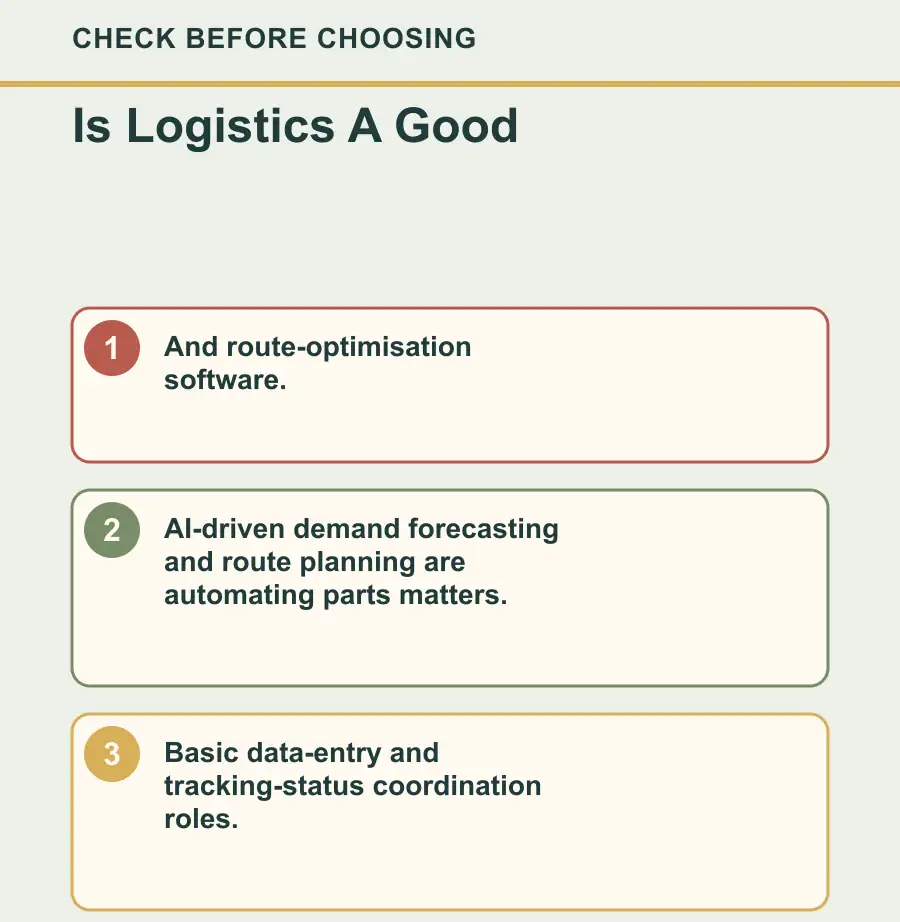 CHECK BEFORE CHOOSING
Is Logistics A Good
1
And route-optimisation
software.
2
AI-driven demand forecasting
and route planning are
automating parts matters.
3
Basic data-entry and
tracking-status coordination
roles.